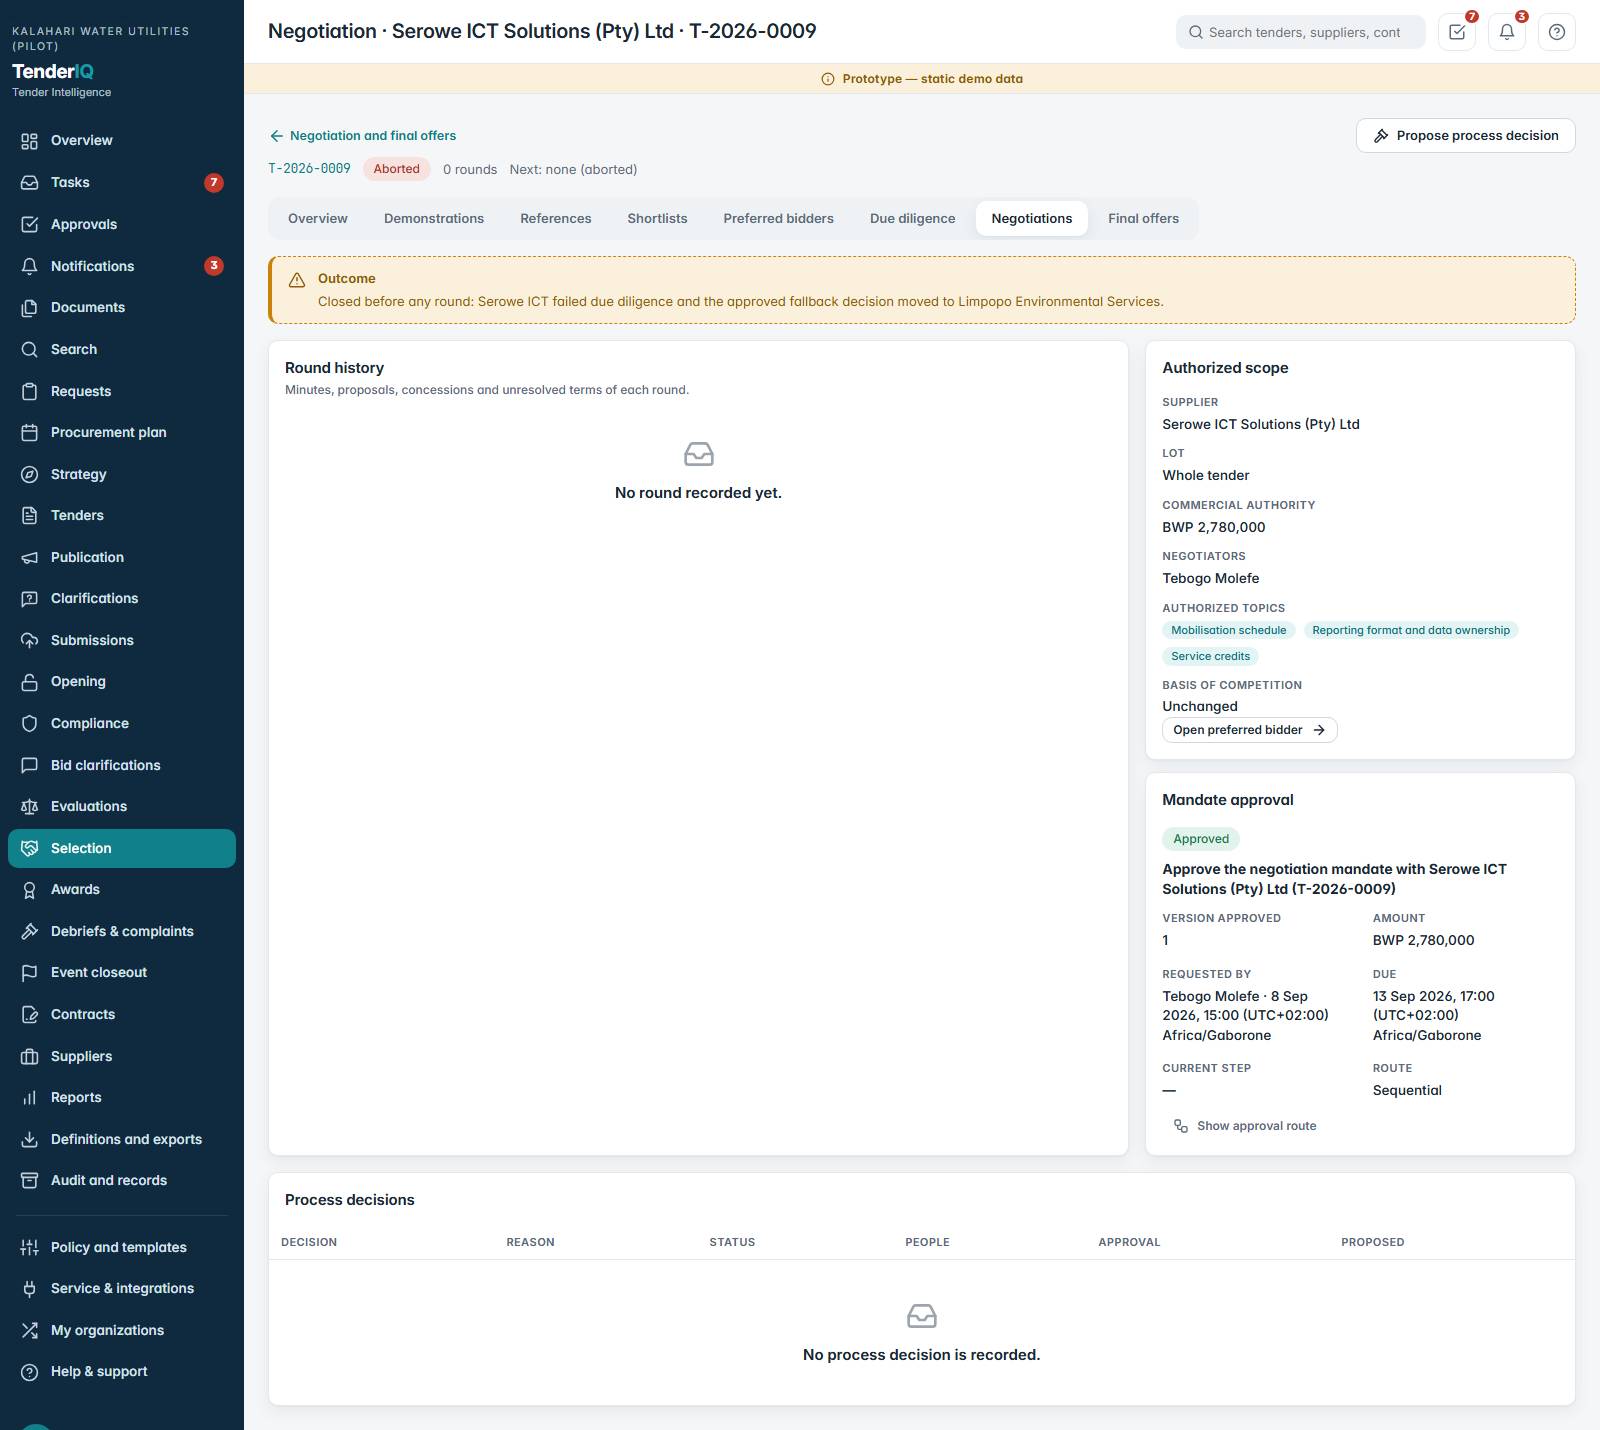 KALAHARI WATER UTILITIES
(PILOT)
TenderIQ
Tender Intelligence
Overview
Tasks 7
Approvals
Notifications 3
Documents
Search
Requests
Procurement plan
Strategy
Tenders
Publication
Clarifications
Submissions
Opening
Compliance
Bid clarifications
Evaluations
Selection
Awards
Debriefs & complaints
Event closeout
Contracts
Suppliers
Reports
Definitions and exports
Audit and records
Policy and templates
Service & integrations
My organizations
Help & support
Negotiation · Serowe ICT Solutions (Pty) Ltd · T-2026-0009
Search tenders, suppliers, cont
7
3
Prototype — static demo data
Negotiation and final offers
Propose process decision
T-2026-0009 Aborted 0 rounds Next: none (aborted)
Overview Demonstrations References Shortlists Preferred bidders Due diligence Negotiations Final offers
Outcome
Closed before any round: Serowe ICT failed due diligence and the approved fallback decision moved to Limpopo Environmental Services.
Round history
Minutes, proposals, concessions and unresolved terms of each round.
No round recorded yet.
Authorized scope
SUPPLIER
Serowe ICT Solutions (Pty) Ltd
LOT
Whole tender
COMMERCIAL AUTHORITY
BWP 2,780,000
NEGOTIATORS
Tebogo Molefe
AUTHORIZED TOPICS
Mobilisation schedule Reporting format and data ownership
Service credits
BASIS OF COMPETITION
Unchanged
Open preferred bidder
Mandate approval
Approved
Approve the negotiation mandate with Serowe ICT
Solutions (Pty) Ltd (T-2026-0009)
VERSION APPROVED AMOUNT
1 BWP 2,780,000
REQUESTED BY DUE
Tebogo Molefe · 8 Sep 13 Sep 2026, 17:00
2026, 15:00 (UTC+02:00) (UTC+02:00)
Africa/Gaborone Africa/Gaborone
CURRENT STEP ROUTE
— Sequential
Show approval route
Process decisions
DECISION REASON STATUS PEOPLE APPROVAL PROPOSED
No process decision is recorded.